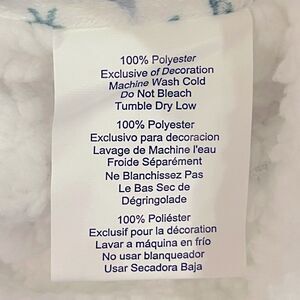 100% Polyester
Exclusive of Decoration
Machine Wash Cold
Do Not Bleach
Tumble Dry Low
100% Polyester
Exclusivo para decoracion
Lavage de Machine l'eau
Froide Séparément
Ne Blanchissez Pas
Le Bas Sec de
Dégringolade
100% Poliéster
Exclusif pour la décoration
Lavar a máquina en frío
No usar blanqueador
Usar Secadora Baja